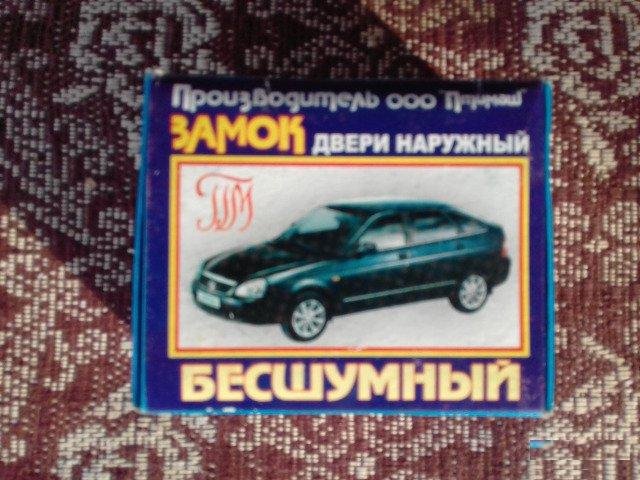 Производитель ООО
ЗАМОК ДВЕРИ НАРУЖНЫЙ
БЕСШУМНЫЙ